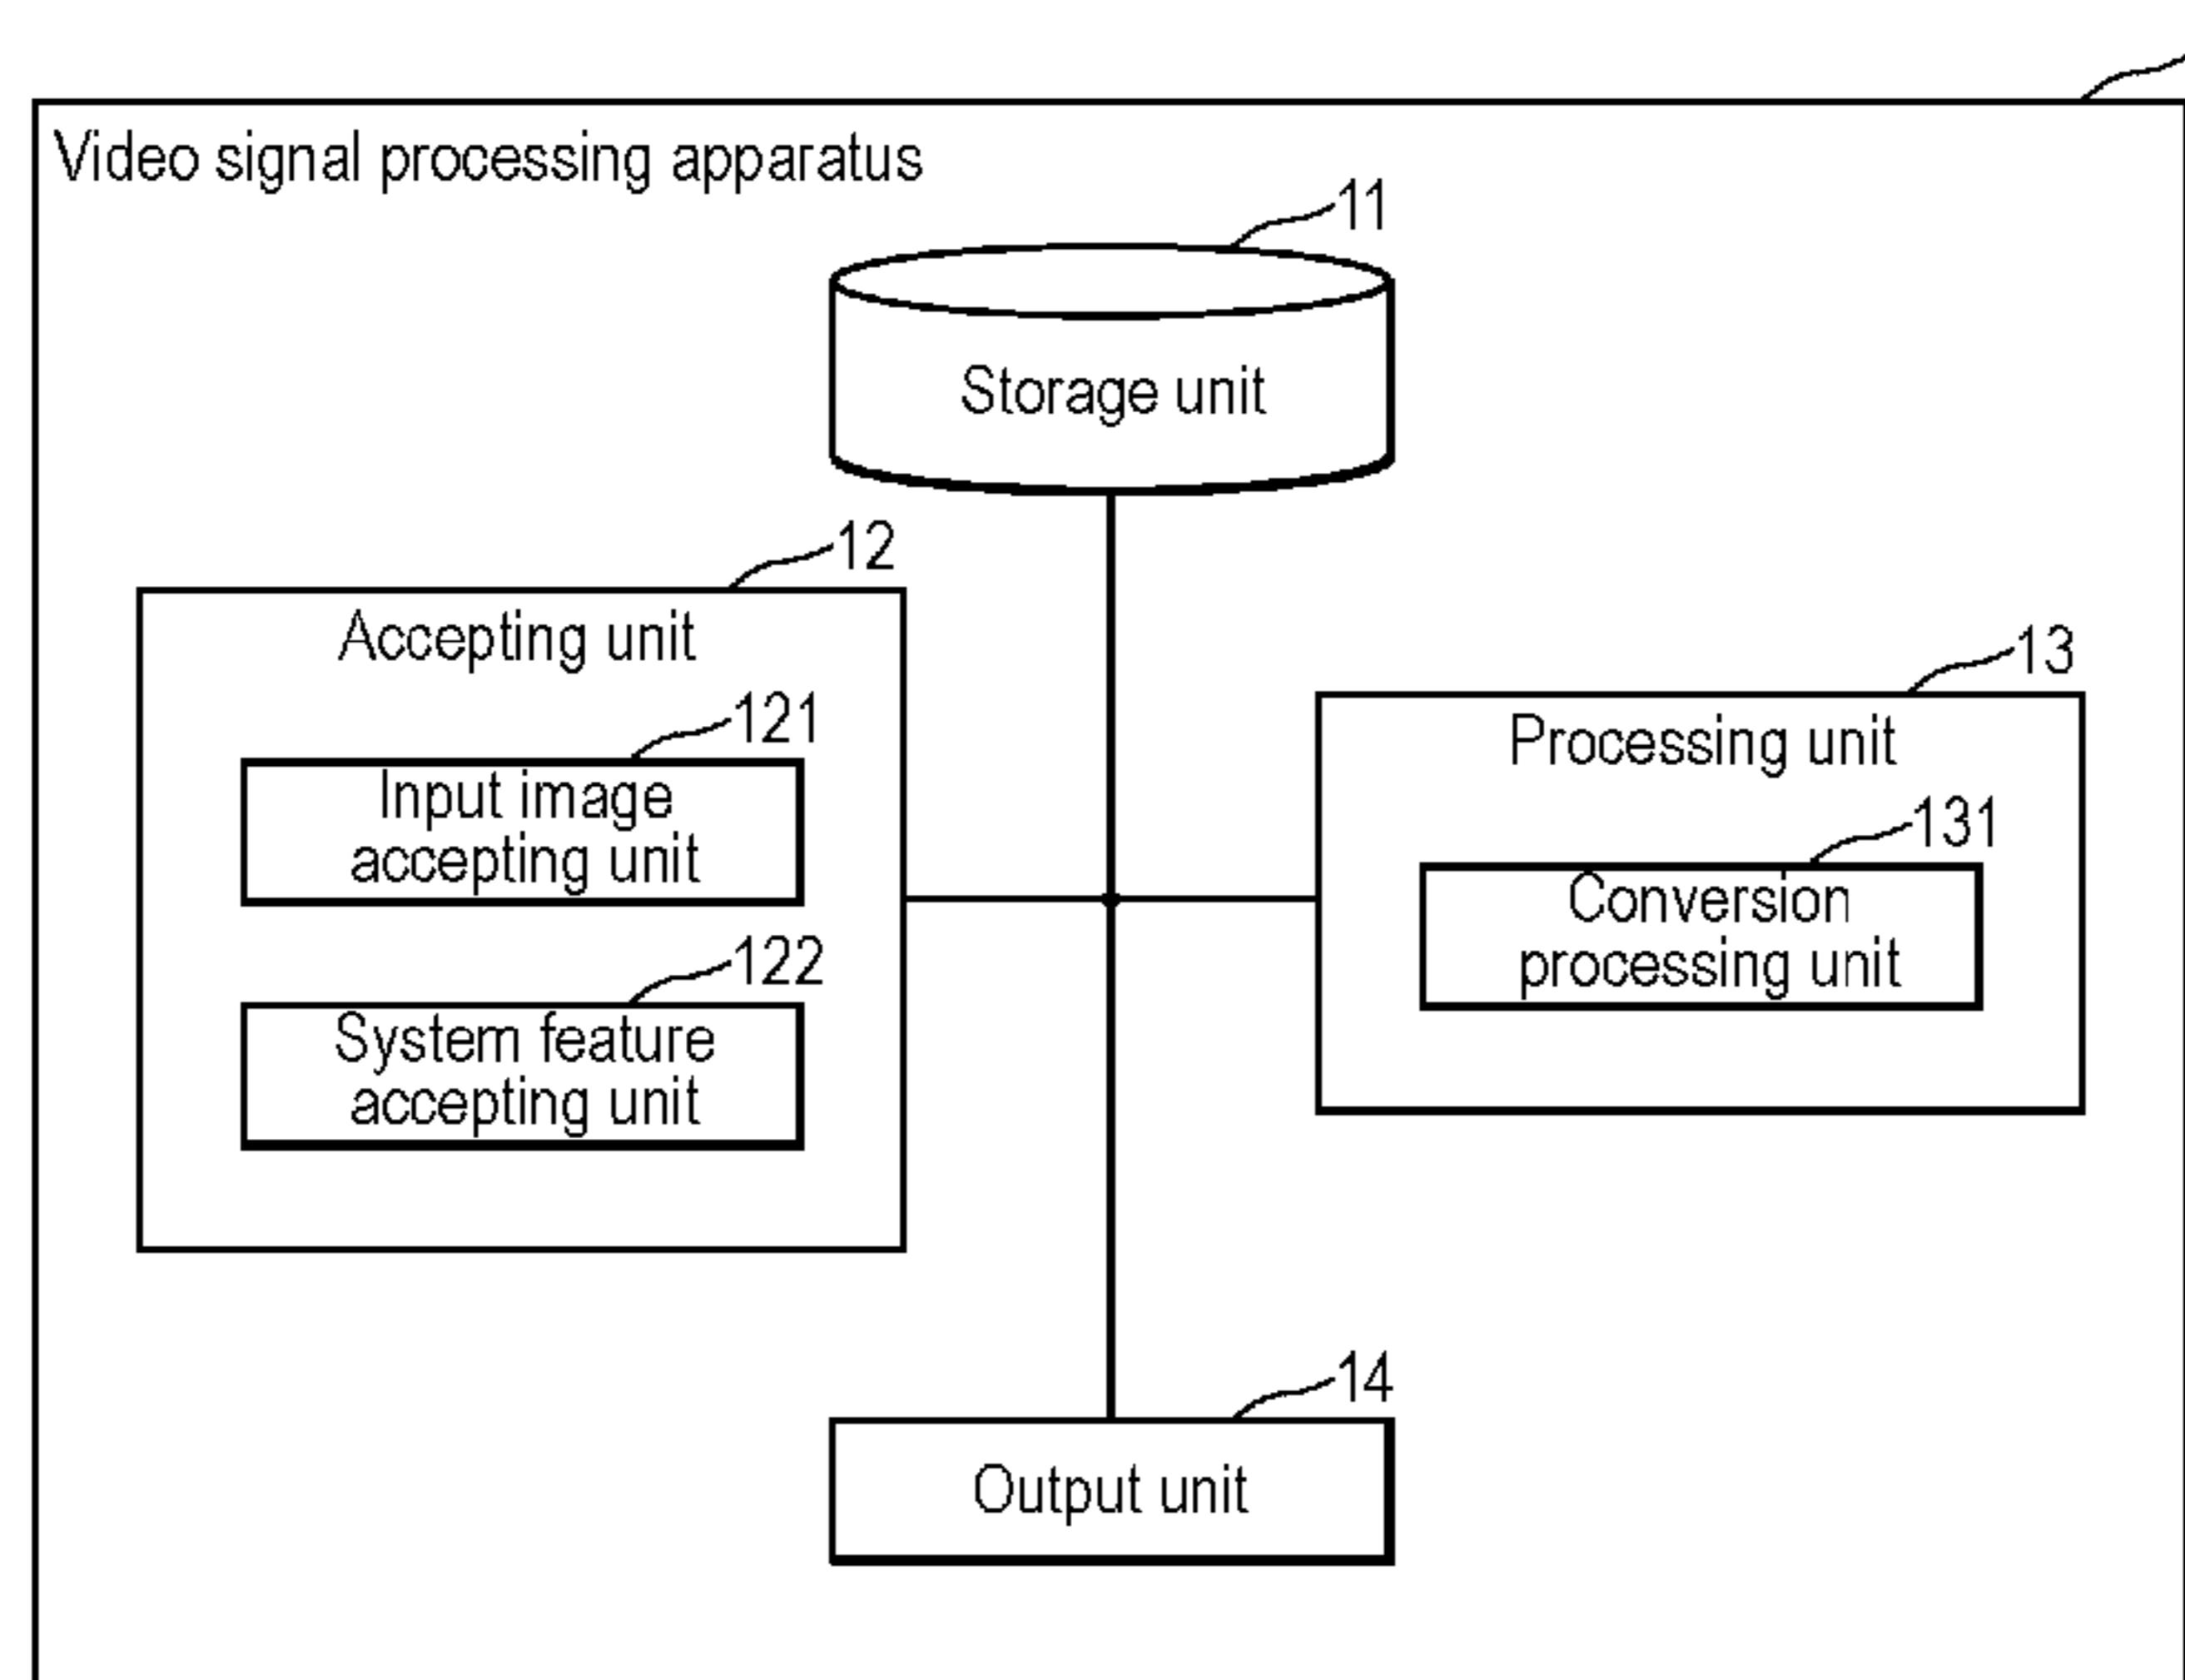 Video signal processing apparatus
11
Storage unit
12
Accepting unit
121
Input image
accepting unit
122
System feature
accepting unit
13
Processing unit
131
Conversion
processing unit
14
Output unit